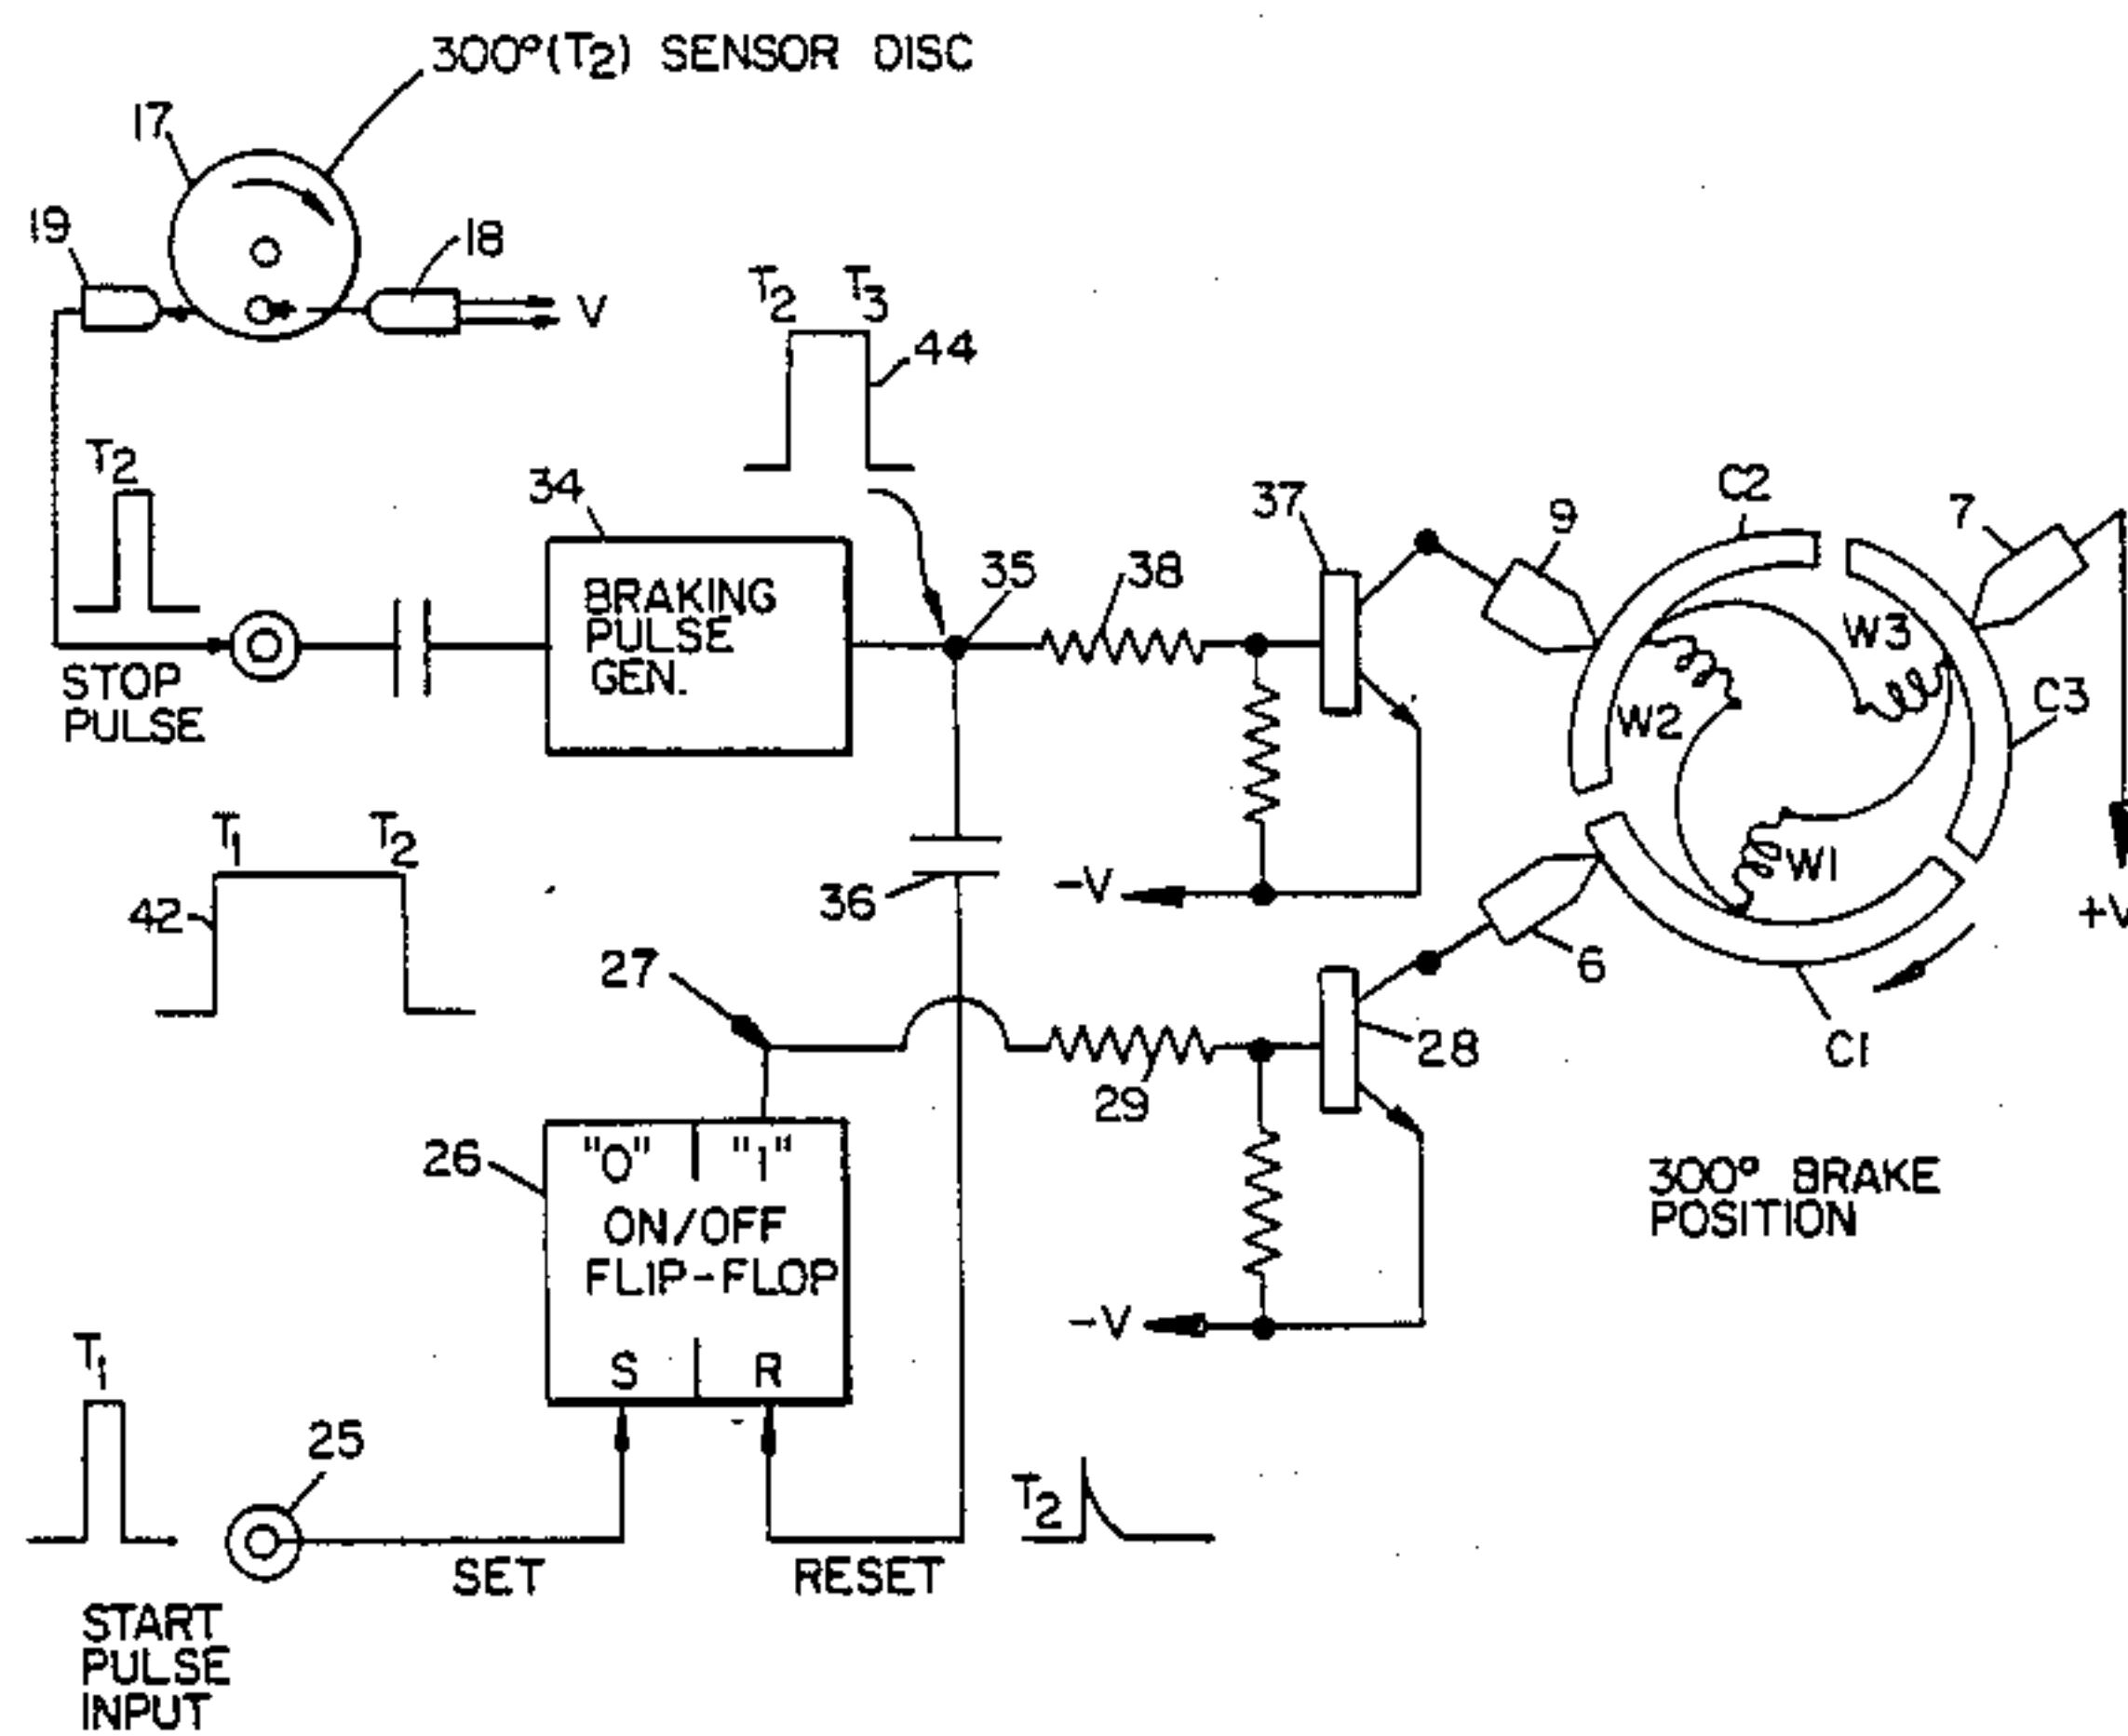 300°(T2) SENSOR DISC
17
19
18
V
T2 T3
44
T2
34
37
9
C2
7
BRAKING
PULSE
GEN.
35
38
W3
C3
STOP
PULSE
W2
T1 T2
W1
42
36
-V
+V
27
6
28
C1
29
26
"0" "1"
ON/OFF
FLIP-FLOP
300° BRAKE
POSITION
-V
T1
S R
25
T2
SET
RESET
START
PULSE
INPUT